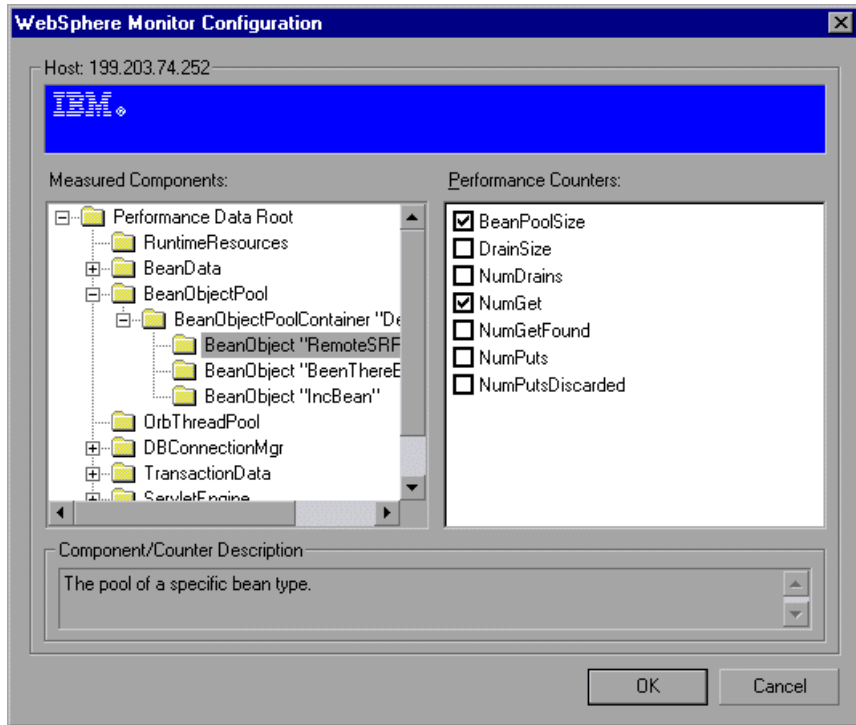 WebSphere Monitor Configuration
Host: 199.203.74.252
IBM®
Measured Components:
Performance Data Root
RuntimeResources
BeanData
BeanObjectPool
BeanObjectPoolContainer "De
BeanObject "RemoteSRF
BeanObject "BeenThereE
BeanObject "IncBean"
OrbThreadPool
DBConnectionMgr
TransactionData
ServletEngine
Performance Counters:
BeanPoolSize
DrainSize
NumDrains
NumGet
NumGetFound
NumPuts
NumPutsDiscarded
Component/Counter Description
The pool of a specific bean type.
OK
Cancel